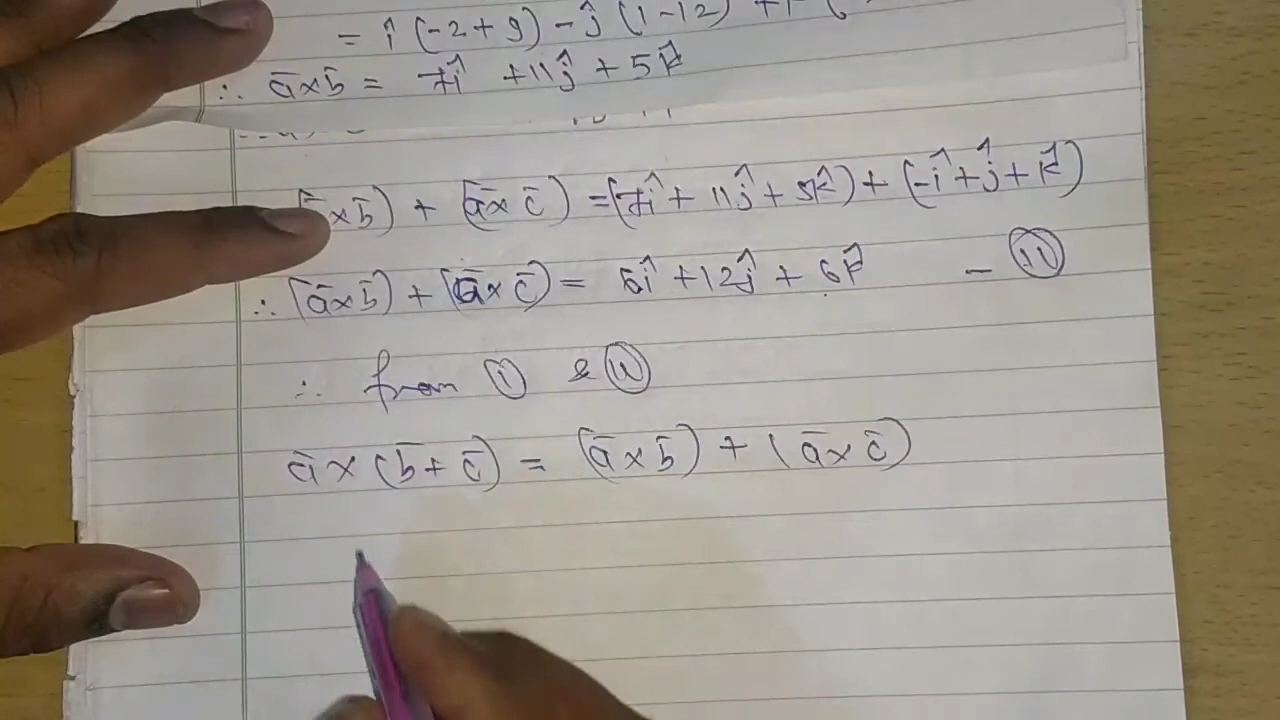 = î (-2+9) - ĵ (1-12) +
∴ ā×b̄ = 7î +11ĵ + 5k̂
×b̄) + (ā× c̄) = (7î + 11ĵ + 5k̂) + (-î+ĵ+k̂)
∴ (ā×b̄) + (ā× c̄) = 6î +12ĵ + 6k̂ - (ii)
∴ from (i) & (ii)
ā × (b̄ + c̄) = (ā×b̄) + (ā× c̄)